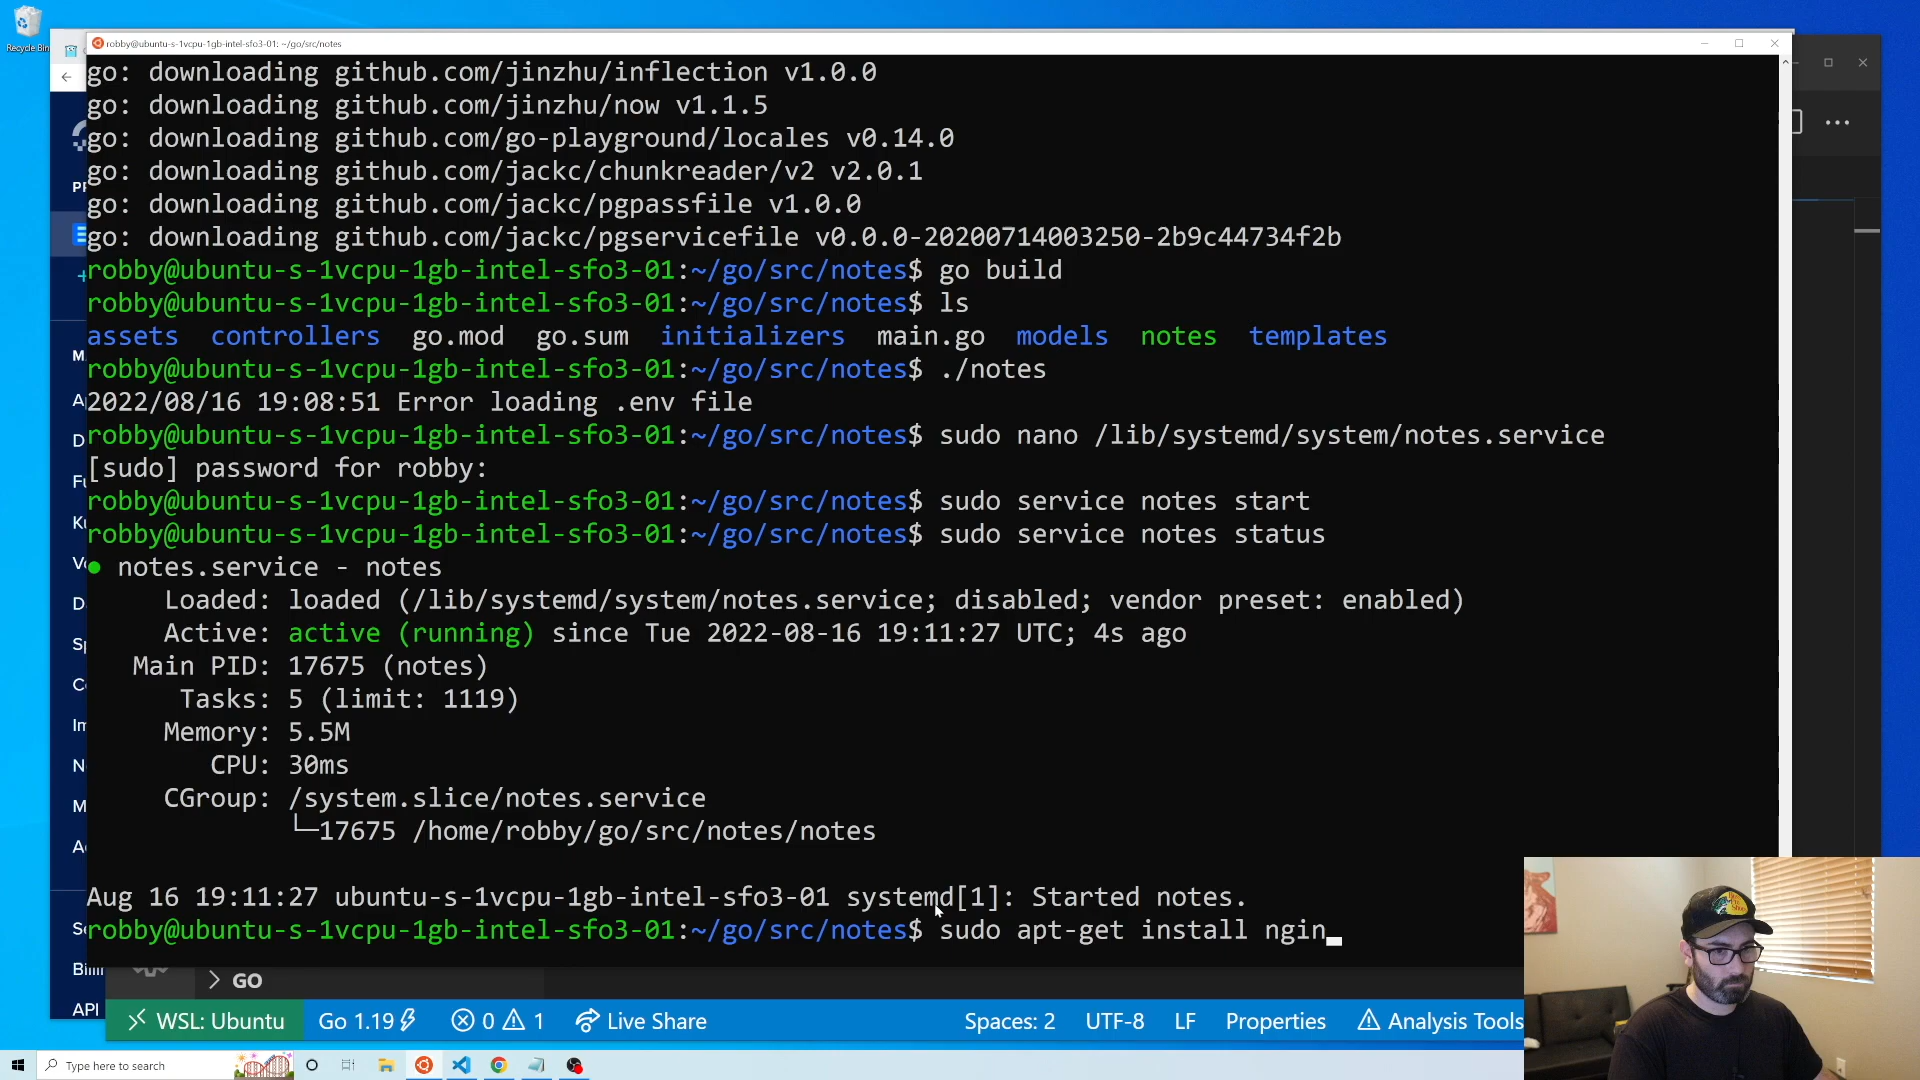 Recycle Bin
robby@ubuntu-s-1vcpu-1gb-intel-sfo3-01: ~/go/src/notes
go: downloading github.com/jinzhu/inflection v1.0.0
go: downloading github.com/jinzhu/now v1.1.5
go: downloading github.com/go-playground/locales v0.14.0
go: downloading github.com/jackc/chunkreader/v2 v2.0.1
go: downloading github.com/jackc/pgpassfile v1.0.0
go: downloading github.com/jackc/pgservicefile v0.0.0-20200714003250-2b9c44734f2b
robby@ubuntu-s-1vcpu-1gb-intel-sfo3-01:~/go/src/notes$ go build
robby@ubuntu-s-1vcpu-1gb-intel-sfo3-01:~/go/src/notes$ ls
assets controllers go.mod go.sum initializers main.go models notes templates
robby@ubuntu-s-1vcpu-1gb-intel-sfo3-01:~/go/src/notes$ ./notes
2022/08/16 19:08:51 Error loading .env file
robby@ubuntu-s-1vcpu-1gb-intel-sfo3-01:~/go/src/notes$ sudo nano /lib/systemd/system/notes.service
[sudo] password for robby:
robby@ubuntu-s-1vcpu-1gb-intel-sfo3-01:~/go/src/notes$ sudo service notes start
robby@ubuntu-s-1vcpu-1gb-intel-sfo3-01:~/go/src/notes$ sudo service notes status
● notes.service - notes
Loaded: loaded (/lib/systemd/system/notes.service; disabled; vendor preset: enabled)
Active: active (running) since Tue 2022-08-16 19:11:27 UTC; 4s ago
Main PID: 17675 (notes)
Tasks: 5 (limit: 1119)
Memory: 5.5M
CPU: 30ms
CGroup: /system.slice/notes.service
└─17675 /home/robby/go/src/notes/notes
Aug 16 19:11:27 ubuntu-s-1vcpu-1gb-intel-sfo3-01 systemd[1]: Started notes.
robby@ubuntu-s-1vcpu-1gb-intel-sfo3-01:~/go/src/notes$ sudo apt-get install ngin
API
> GO
WSL: Ubuntu Go 1.19 0 1 Live Share Spaces: 2 UTF-8 LF Properties Analysis Tools
Type here to search